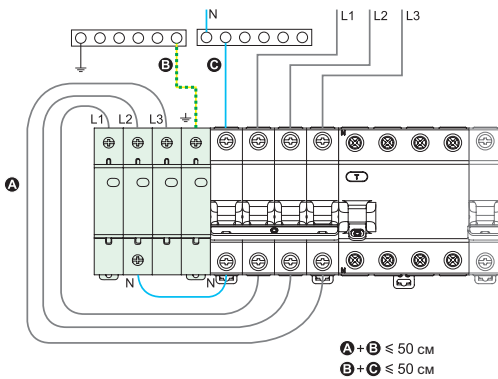 N
L1 L2 L3
B C
L1 L2 L3
N
T
A
N N
N
A + B ⩽ 50 см
B + C ⩽ 50 см